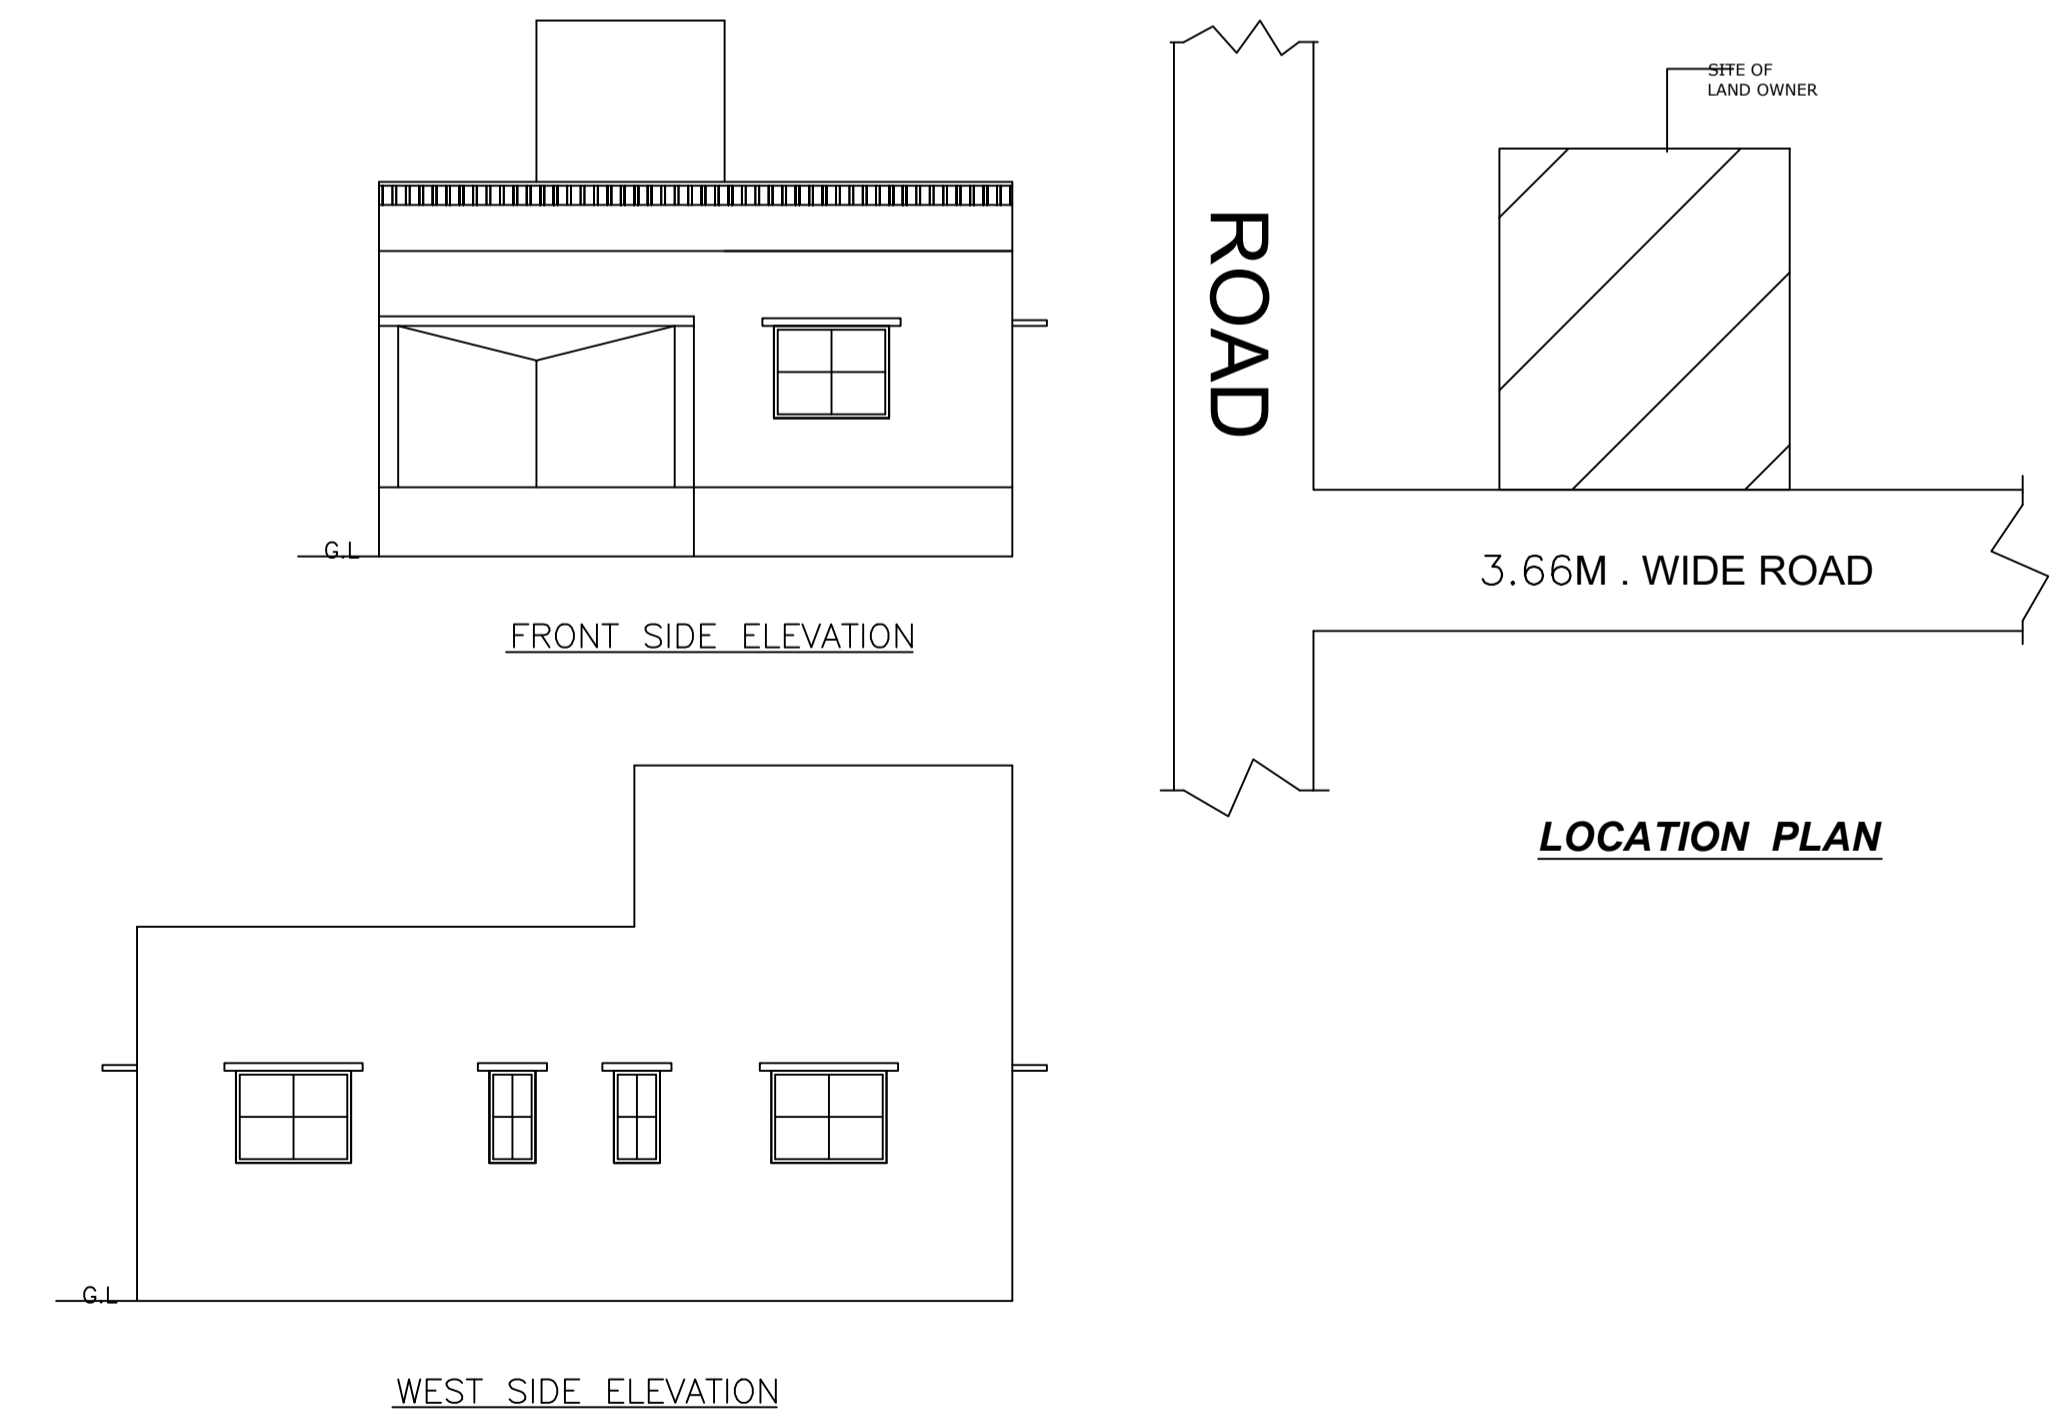 SITE OF
LAND OWNER
ROAD
G.L
3.66M . WIDE ROAD
FRONT SIDE ELEVATION
LOCATION PLAN
G.L
WEST SIDE ELEVATION